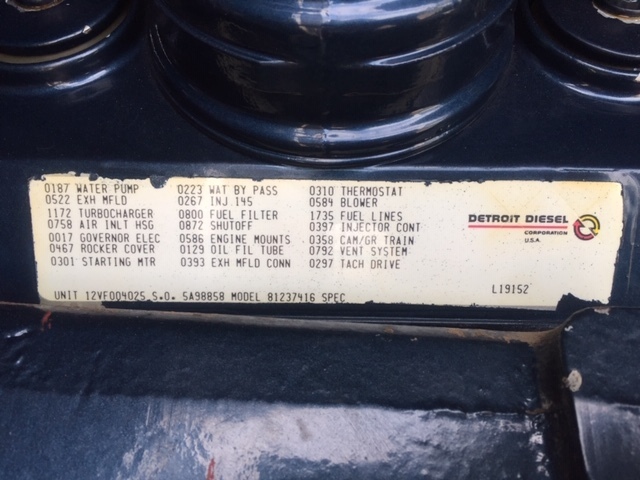 0187 WATER PUMP 0223 WAT BY PASS 0310 THERMOSTAT
0522 EXH MFLD 0267 INJ.145 0584 BLOWER
1172 TURBOCHARGER 0800 FUEL FILTER 1735 FUEL LINES
0758 AIR INLT HSG 0872 SHUTOFF 0397 INJECTOR CONT
0017 GOVERNOR ELEC 0586 ENGINE MOUNTS 0358 CAM/GR TRAIN
0467 ROCKER COVER 0129 OIL FIL TUBE 0792 VENT SYSTEM
0301 STARTING MTR 0393 EXH MFLD CONN 0297 TACH DRIVE
DETROIT DIESEL
CORPORATION
U.S.A.
L19152
UNIT 12VF004025 S.O. 5A98858 MODEL 81237416 SPEC